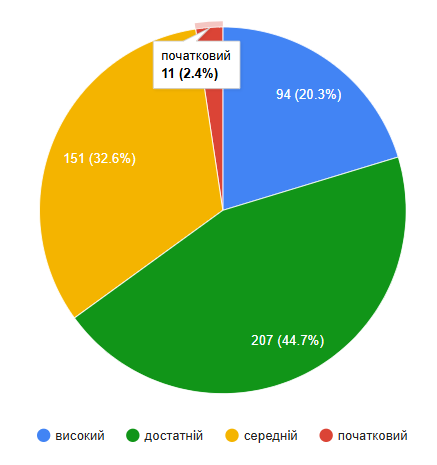 початковий
11 (2.4%)
94 (20.3%)
151 (32.6%)
207 (44.7%)
високий
достатній
середній
початковий